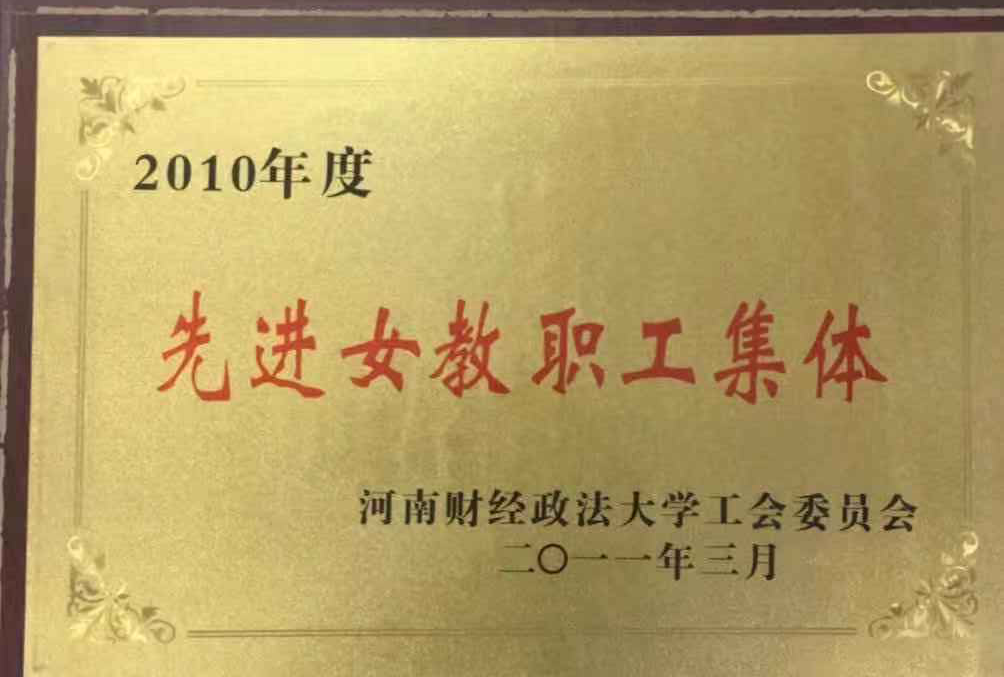 2010年度
先进女教职工集体
河南财经政法大学工会委员会
二〇一一年三月